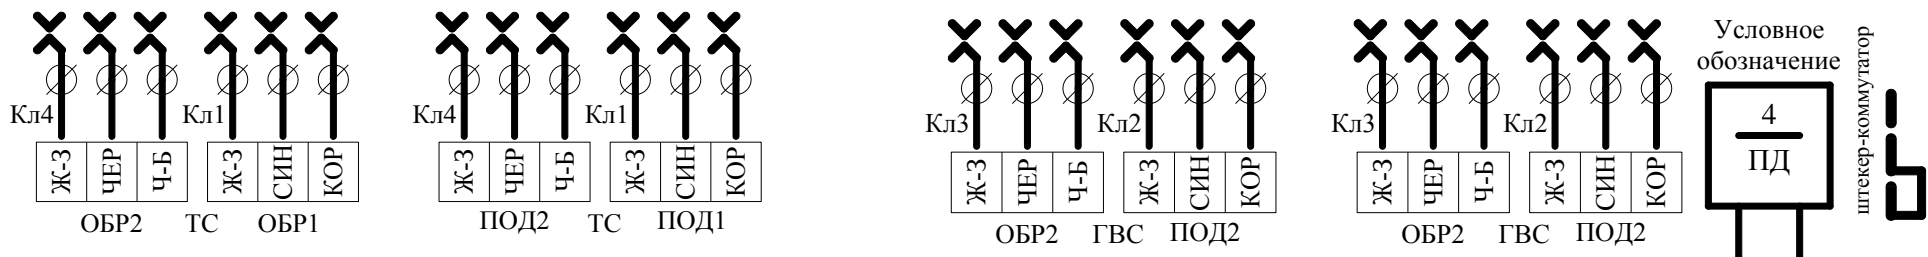 Кл4
Кл1
Ж-З ЧЕР Ч-Б
Ж-З СИН КОР
ОБР2 ТС ОБР1
Кл4
Кл1
Ж-З ЧЕР Ч-Б
Ж-З СИН КОР
ПОД2 ТС ПОД1
Кл3
Кл2
Ж-З ЧЕР Ч-Б
Ж-З СИН КОР
ОБР2 ГВС ПОД2
Кл3
Кл2
Ж-З ЧЕР Ч-Б
Ж-З СИН КОР
ОБР2 ГВС ПОД2
Условное
обозначение
4
ПД
штекер-коммутатор